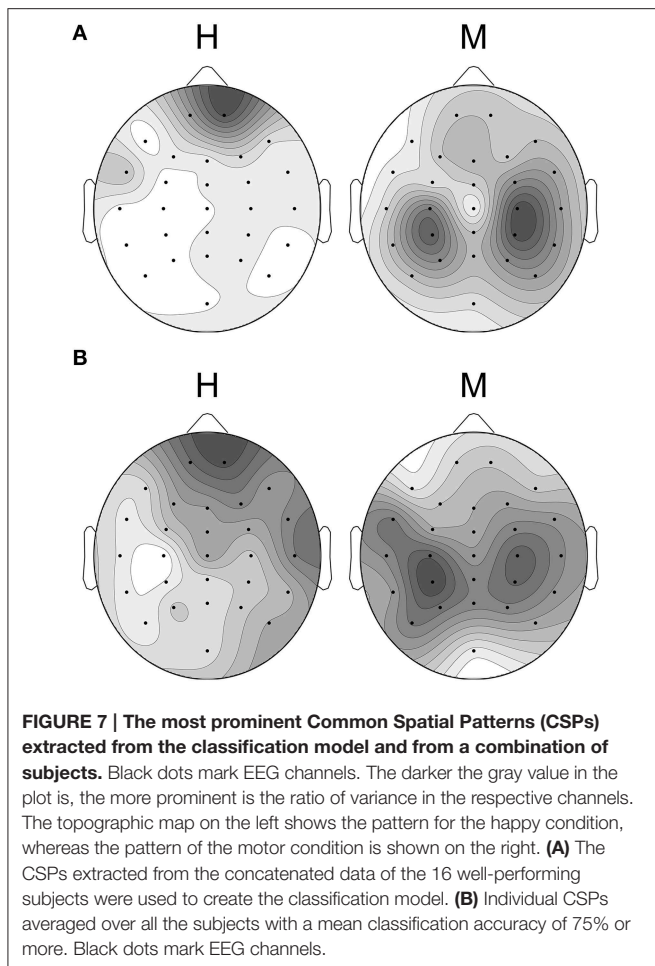 A
H M
B
H M
FIGURE 7 | The most prominent Common Spatial Patterns (CSPs)
extracted from the classification model and from a combination of
subjects. Black dots mark EEG channels. The darker the gray value in the
plot is, the more prominent is the ratio of variance in the respective channels.
The topographic map on the left shows the pattern for the happy condition,
whereas the pattern of the motor condition is shown on the right. (A) The
CSPs extracted from the concatenated data of the 16 well-performing
subjects were used to create the classification model. (B) Individual CSPs
averaged over all the subjects with a mean classification accuracy of 75% or
more. Black dots mark EEG channels.